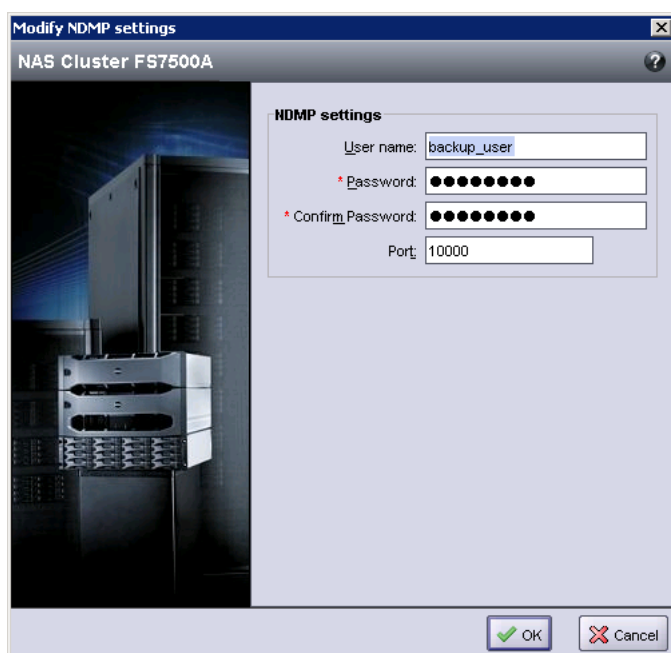 Modify NDMP settings
NAS Cluster FS7500A
?
NDMP settings
User name: backup_user
* Password: ●●●●●●●●
* Confirm Password: ●●●●●●●●
Port: 10000
OK
Cancel